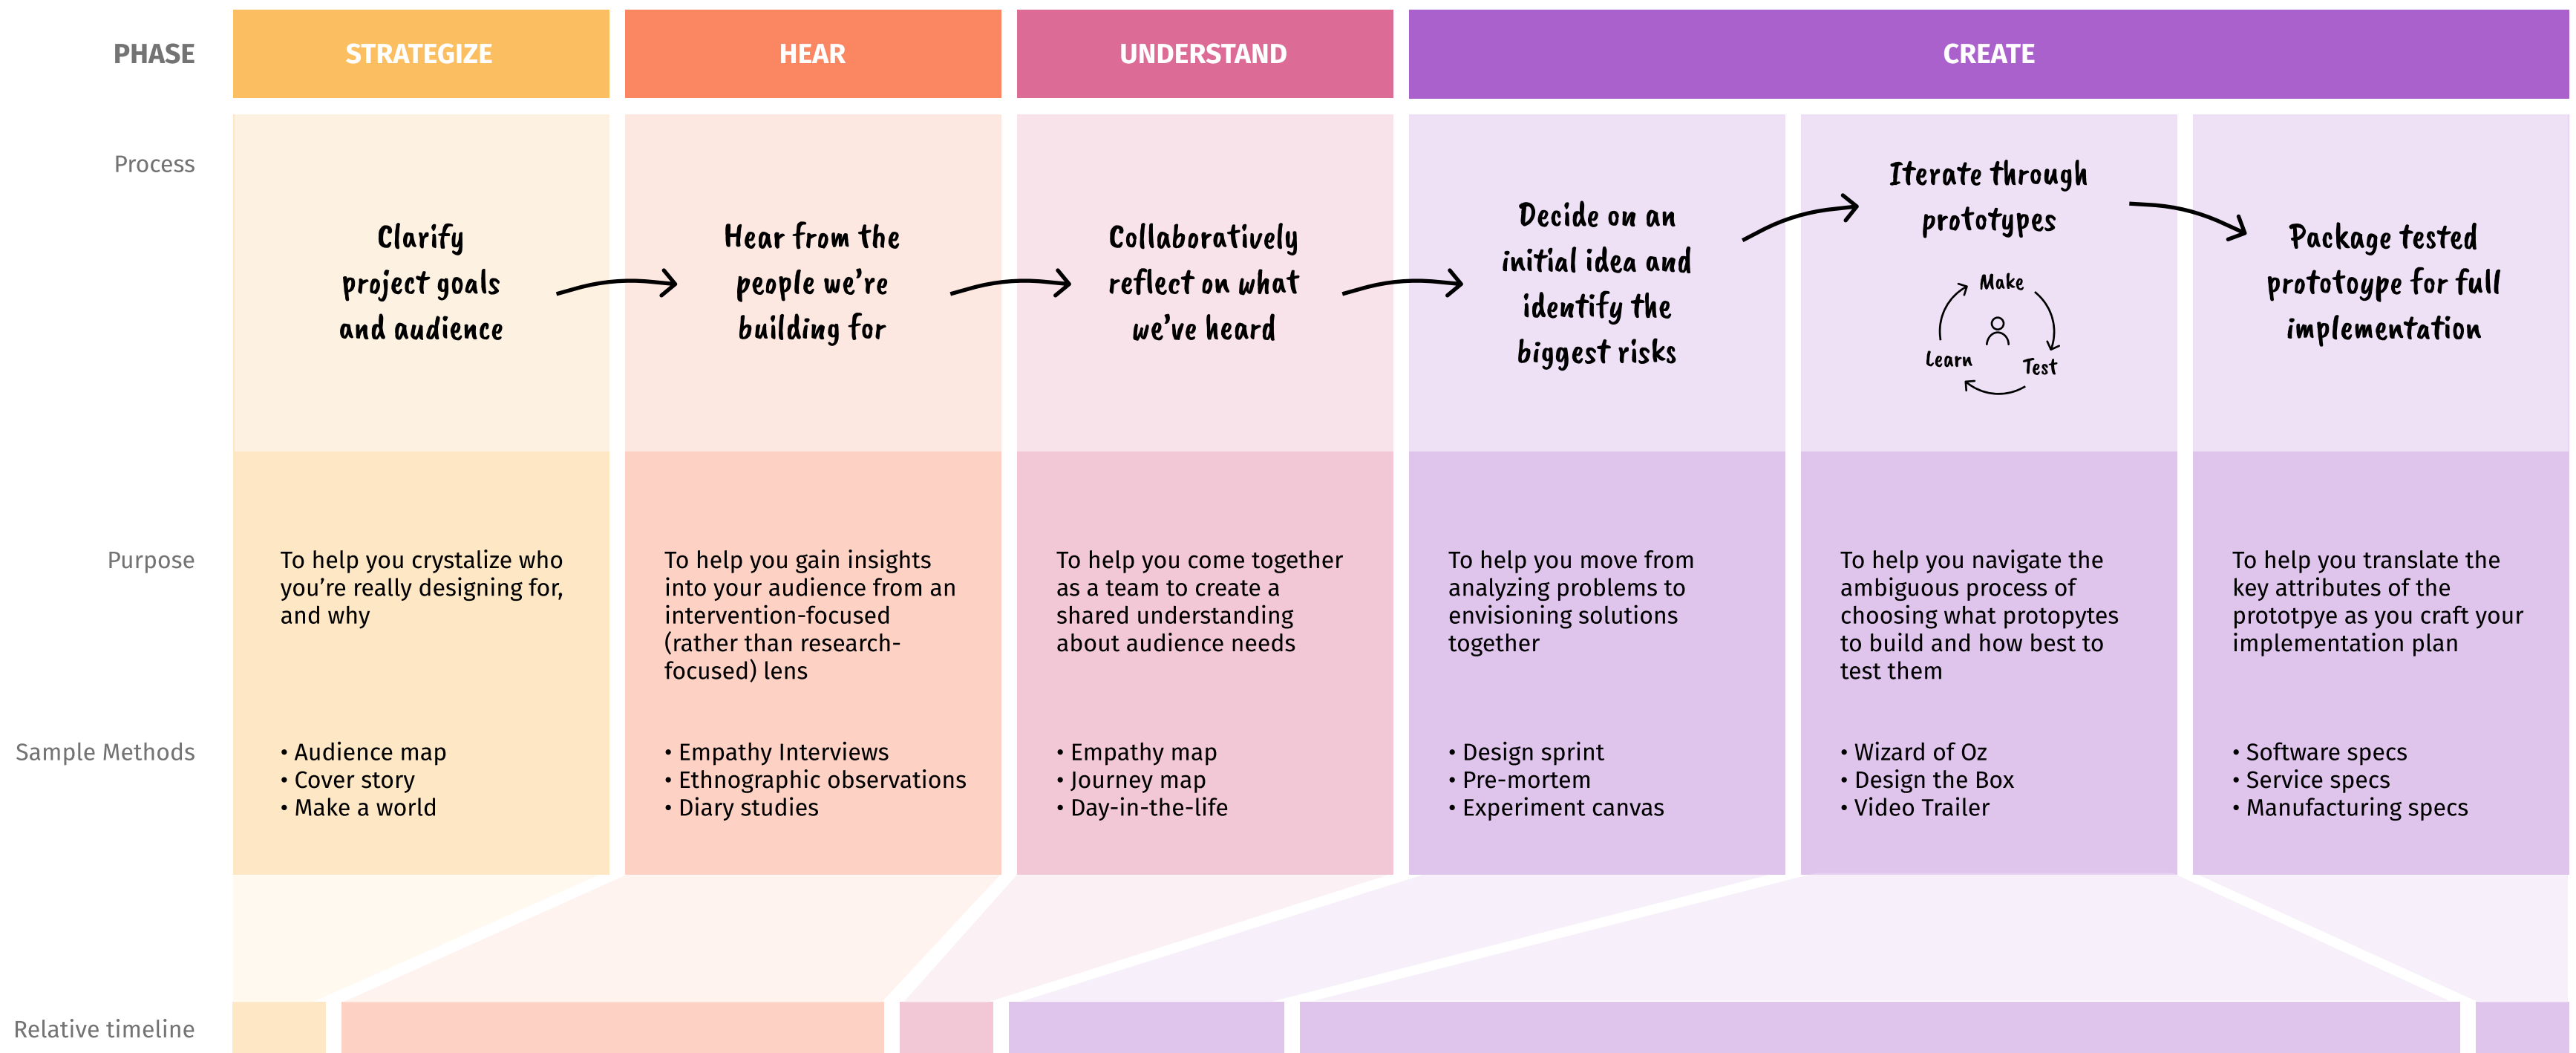 PHASE
STRATEGIZE
HEAR
UNDERSTAND
CREATE
Process
Clarify
project goals
and audience
Hear from the
people we're
building for
Collaboratively
reflect on what
we've heard
Decide on an
initial idea and
identify the
biggest risks
Iterate through
prototypes
Make
Test
Learn
Package tested
prototoype for full
implementation
Purpose
To help you crystalize who
you're really designing for,
and why
To help you gain insights
into your audience from an
intervention-focused
(rather than research-
focused) lens
To help you come together
as a team to create a
shared understanding
about audience needs
To help you move from
analyzing problems to
envisioning solutions
together
To help you navigate the
ambiguous process of
choosing what protopytes
to build and how best to
test them
To help you translate the
key attributes of the
prototpye as you craft your
implementation plan
Sample Methods
• Audience map
• Cover story
• Make a world
• Empathy Interviews
• Ethnographic observations
• Diary studies
• Empathy map
• Journey map
• Day-in-the-life
• Design sprint
• Pre-mortem
• Experiment canvas
• Wizard of Oz
• Design the Box
• Video Trailer
• Software specs
• Service specs
• Manufacturing specs
Relative timeline